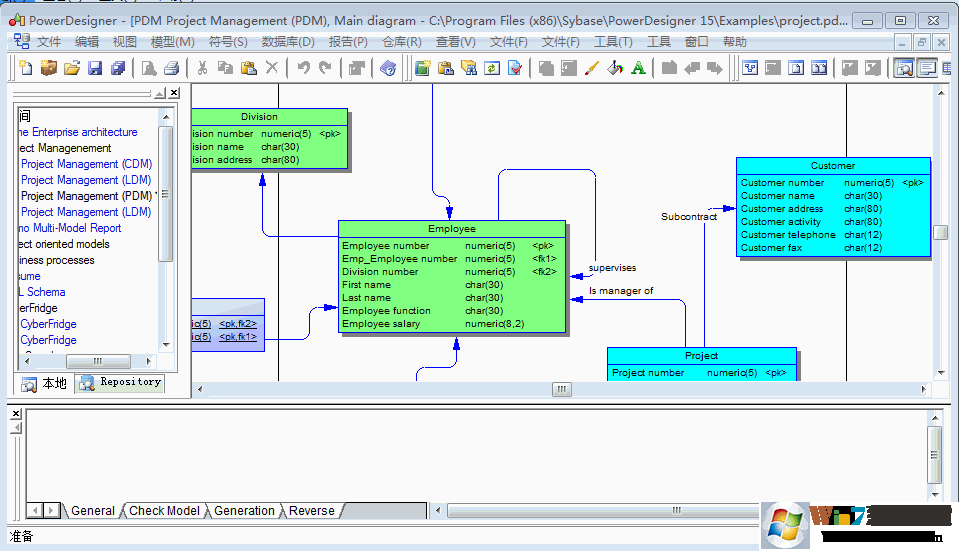 PowerDesigner - [PDM Project Management (PDM), Main diagram - C:\Program Files (x86)\Sybase\PowerDesigner 15\Examples\project.pd...
文件 编辑 视图 模型(M) 符号(S) 数据库(D) 报告(P) 仓库(R) 查看(V) 文件(F) 文件(F) 工具(T) 工具 窗口 帮助
间
ne Enterprise architecture
ect Managenement
Project Management (CDM)
Project Management (LDM)
Project Management (PDM) *
Project Management (LDM)
mo Multi-Model Report
ect oriented models
iness processes
sume
L Schema
erFridge
CyberFridge
CyberFridge
本地 Repository
Division
ision number numeric(5) <pk>
ision name char(30)
ision address char(80)
Employee
Employee number numeric(5) <pk>
Emp_Employee number numeric(5) <fk1>
Division number numeric(5) <fk2>
First name char(30)
Last name char(30)
Employee function char(30)
Employee salary numeric(8,2)
ric(5) <pk,fk2>
ric(5) <pk,fk1>
supervises
Is manager of
Subcontract
Customer
Customer number numeric(5) <pk>
Customer name char(30)
Customer address char(80)
Customer activity char(80)
Customer telephone char(12)
Customer fax char(12)
Project
Project number numeric(5) <pk>
General Check Model Generation Reverse
准备